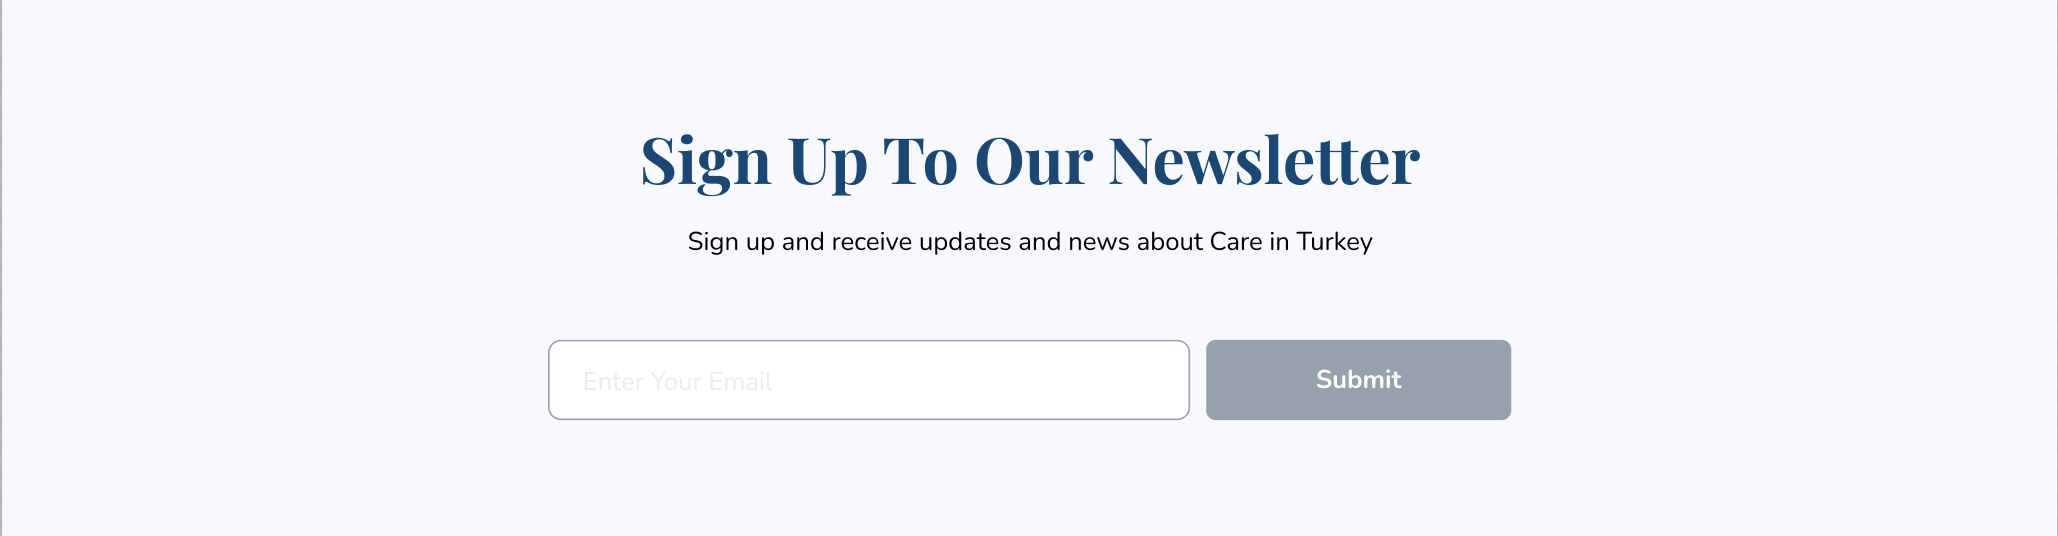 Sign Up To Our Newsletter
Sign up and receive updates and news about Care in Turkey
Enter Your Email
Submit